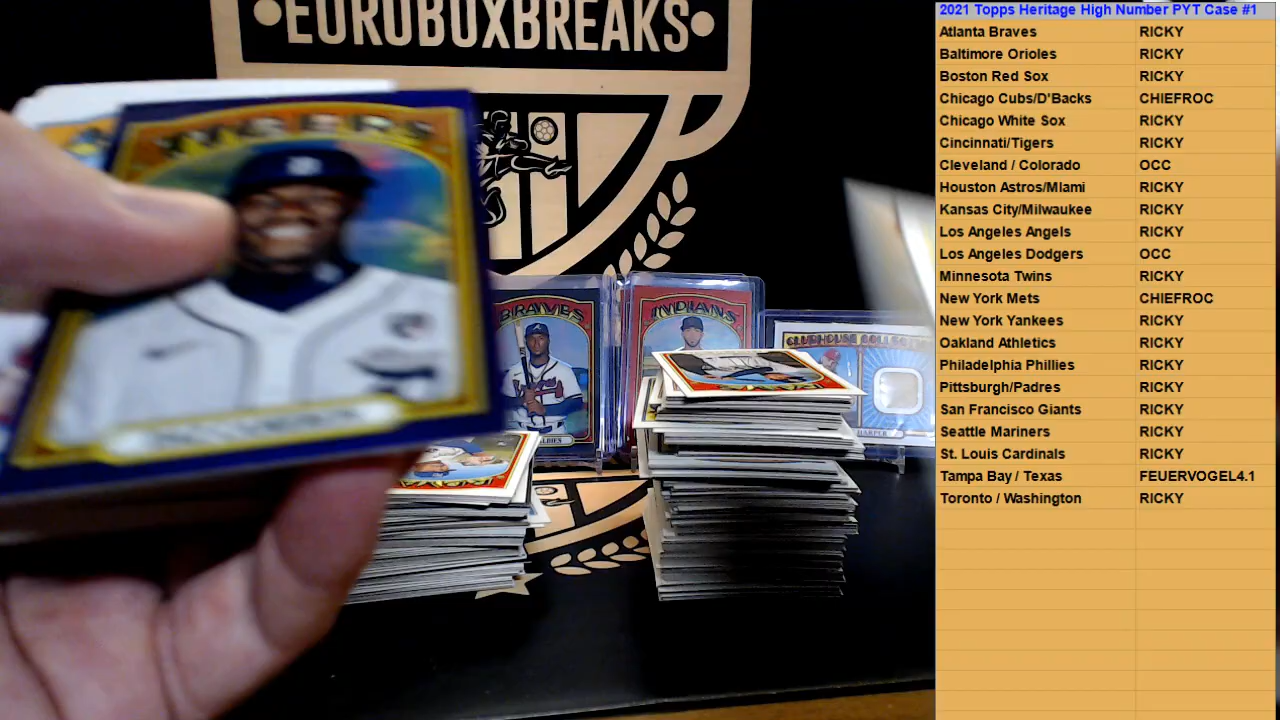 EUROBOXBREAKS
TIGERS
BRAVES
INDIANS
CLUBHOUSE COLLECTION
HARPER
2021 Topps Heritage High Number PYT Case #1
Atlanta Braves RICKY
Baltimore Orioles RICKY
Boston Red Sox RICKY
Chicago Cubs/D'Backs CHIEFROC
Chicago White Sox RICKY
Cincinnati/Tigers RICKY
Cleveland / Colorado OCC
Houston Astros/Miami RICKY
Kansas City/Milwaukee RICKY
Los Angeles Angels RICKY
Los Angeles Dodgers OCC
Minnesota Twins RICKY
New York Mets CHIEFROC
New York Yankees RICKY
Oakland Athletics RICKY
Philadelphia Phillies RICKY
Pittsburgh/Padres RICKY
San Francisco Giants RICKY
Seattle Mariners RICKY
St. Louis Cardinals RICKY
Tampa Bay / Texas FEUERVOGEL4.1
Toronto / Washington RICKY